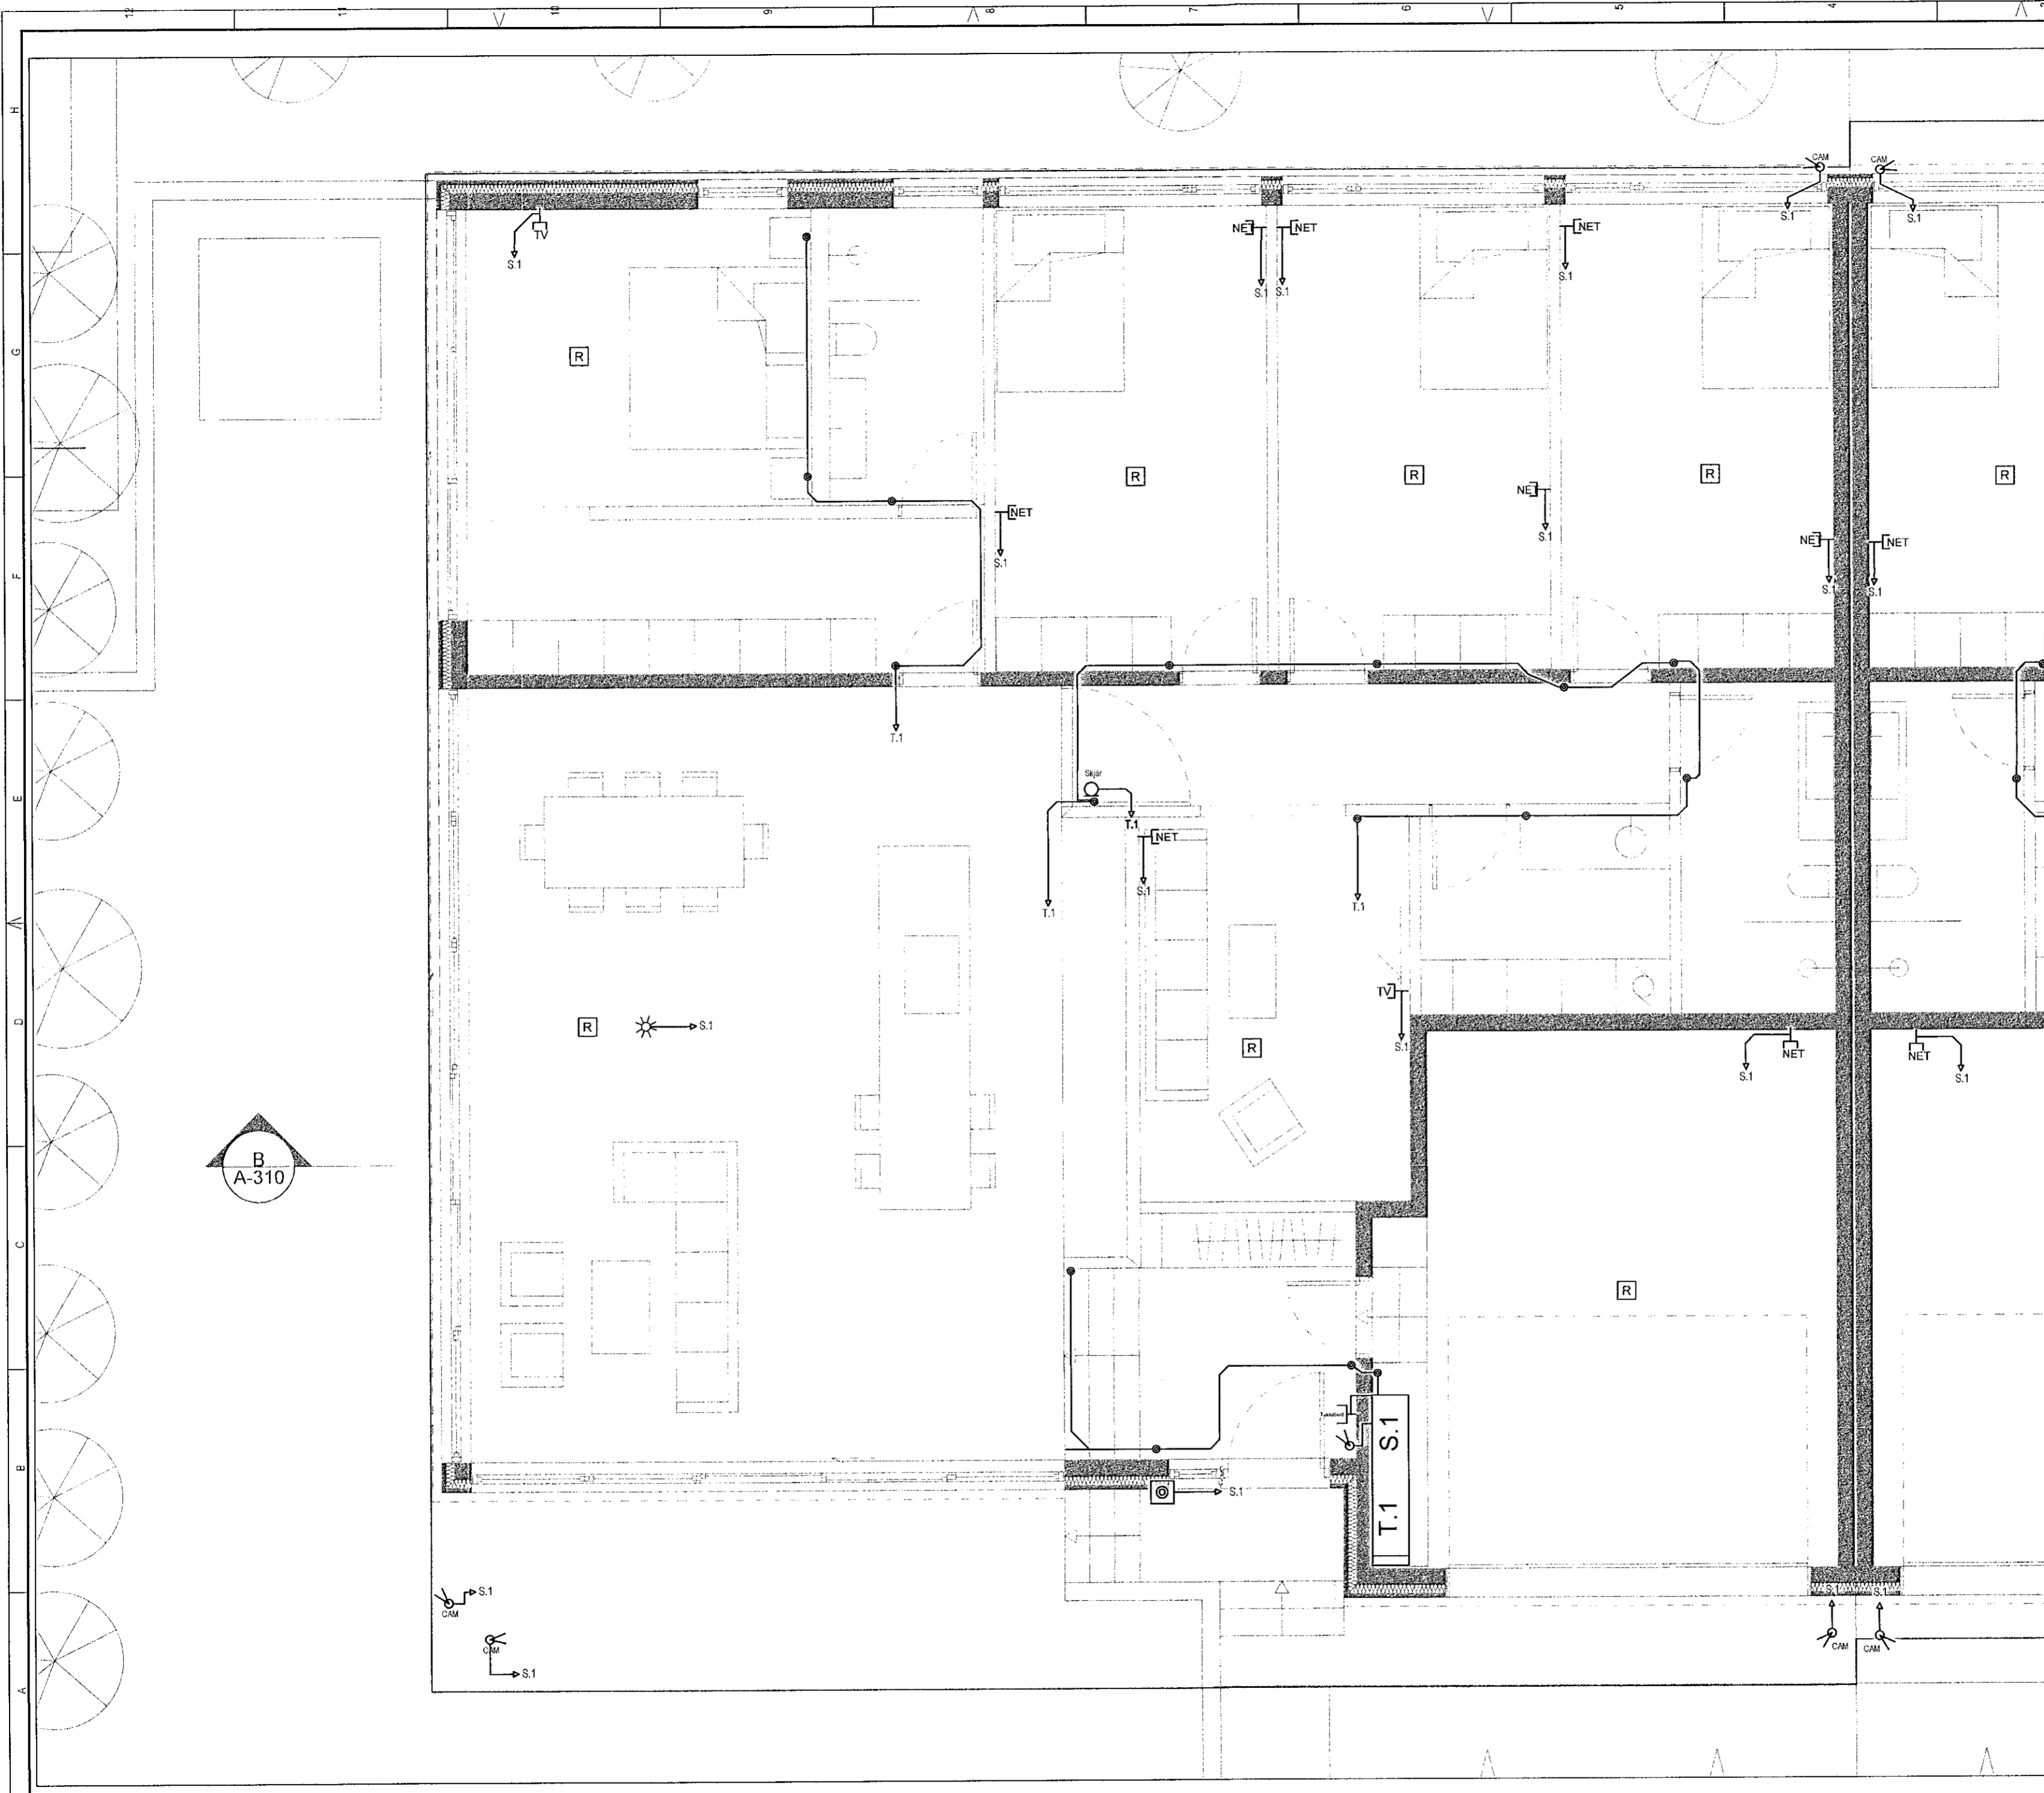 12 11 10 9 8 7 6 5 4
H
CAM CAM
S.1 S.1
TV
S.1
NET NET
S.1 S.1
NET
S.1
G
R
R R R R
NET
S.1
NET
S.1
NET NET
S.1 S.1
F
T.1
Skjár
T.1
E
NET
S.1
T.1
T.1
TV
S.1
D
R
S.1
R
NET NET
S.1 S.1
B
A-310
C
R
S.1
T.1
B
S.1
S.1
CAM
CAM
S.1
S.1 S.1
CAM CAM
A